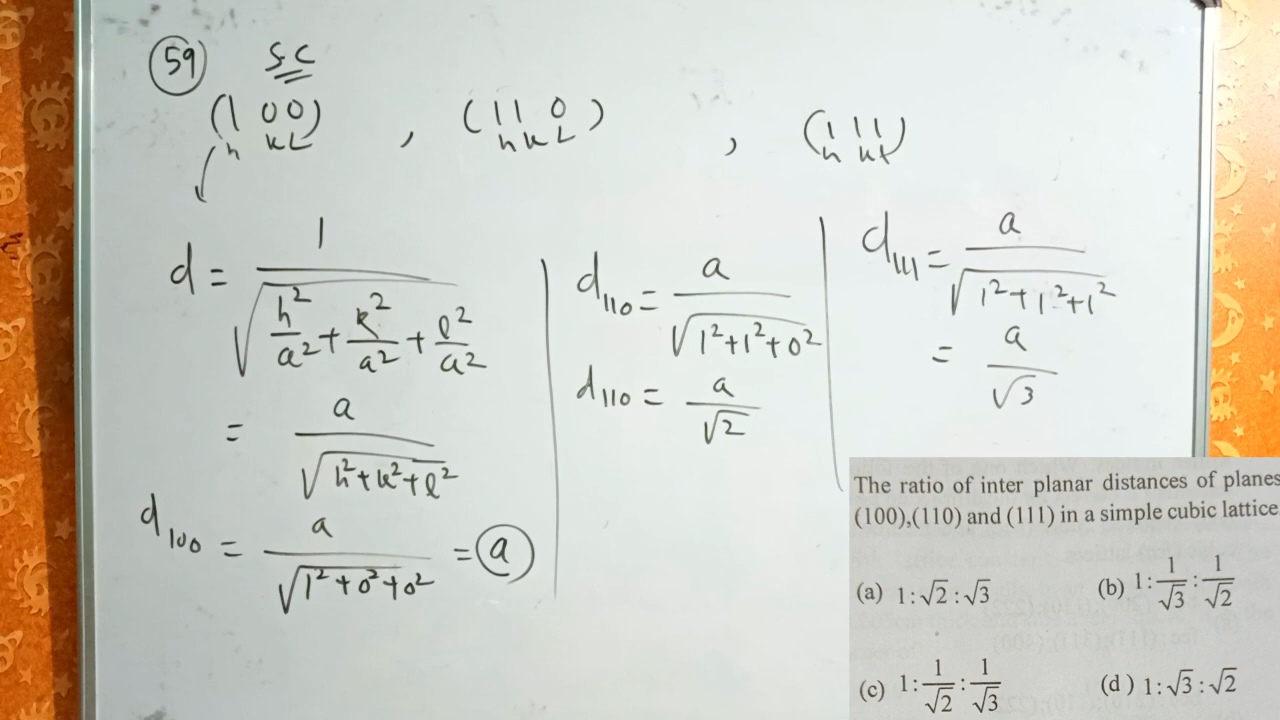 59 SC
(1 0 0) , (1 1 0) , (1 1 1)
h k L h k L h k l
d = 1 / √(h²/a² + k²/a² + l²/a²)
= a / √(h²+k²+l²)
d₁₀₀ = a / √(1²+0²+0²) = a
d₁₁₀ = a / √(1²+1²+0²)
d₁₁₀ = a / √2
d₁₁₁ = a / √(1²+1²+1²)
= a / √3
The ratio of inter planar distances of planes
(100),(110) and (111) in a simple cubic lattice
(a) 1:√2:√3 (b) 1:1/√3:1/√2
(c) 1:1/√2:1/√3 (d) 1:√3:√2